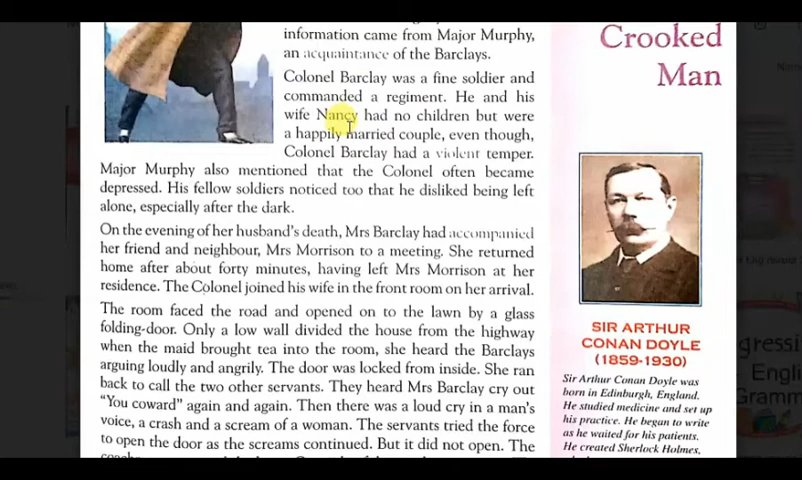 information came from Major Murphy,
an acquaintance of the Barclays.
Colonel Barclay was a fine soldier and
commanded a regiment. He and his
wife Nancy had no children but were
a happily married couple, even though,
Colonel Barclay had a violent temper.
Major Murphy also mentioned that the Colonel often became
depressed. His fellow soldiers noticed too that he disliked being left
alone, especially after the dark.
On the evening of her husband's death, Mrs Barclay had accompanied
her friend and neighbour, Mrs Morrison to a meeting. She returned
home after about forty minutes, having left Mrs Morrison at her
residence. The Colonel joined his wife in the front room on her arrival.
The room faced the road and opened on to the lawn by a glass
folding-door. Only a low wall divided the house from the highway
when the maid brought tea into the room, she heard the Barclays
arguing loudly and angrily. The door was locked from inside. She ran
back to call the two other servants. They heard Mrs Barclay cry out
"You coward" again and again. Then there was a loud cry in a man's
voice, a crash and a scream of a woman. The servants tried the force
to open the door as the screams continued. But it did not open. The
Crooked
Man
SIR ARTHUR
CONAN DOYLE
(1859-1930)
Sir Arthur Conan Doyle was
born in Edinburgh, England.
He studied medicine and set up
his practice. He began to write
as he waited for his patients.
He created Sherlock Holmes,